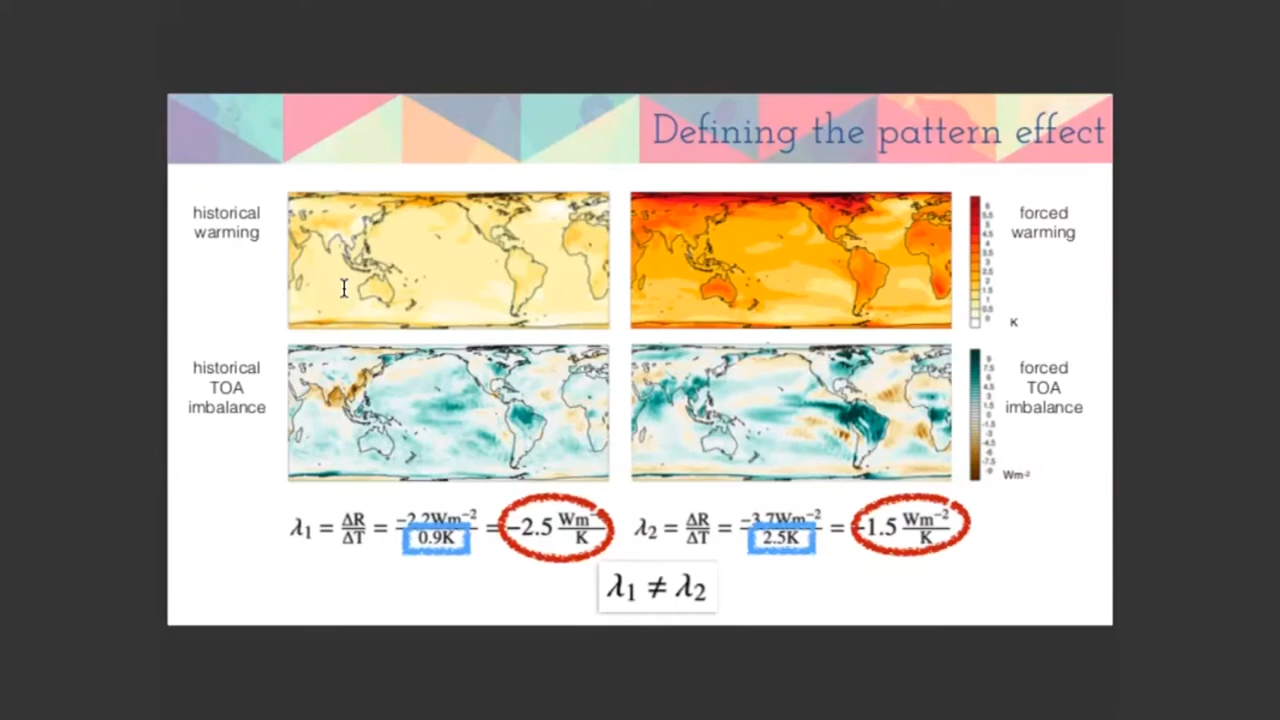 Defining the pattern effect
historical
warming
forced
warming
K
historical
TOA
imbalance
forced
TOA
imbalance
Wm-2
λ₁ = ΔR/ΔT = −2.2Wm⁻²/0.9K = −2.5 Wm⁻/K
λ₂ = ΔR/ΔT = −3.7Wm⁻²/2.5K = −1.5 Wm⁻²/K
λ₁ ≠ λ₂